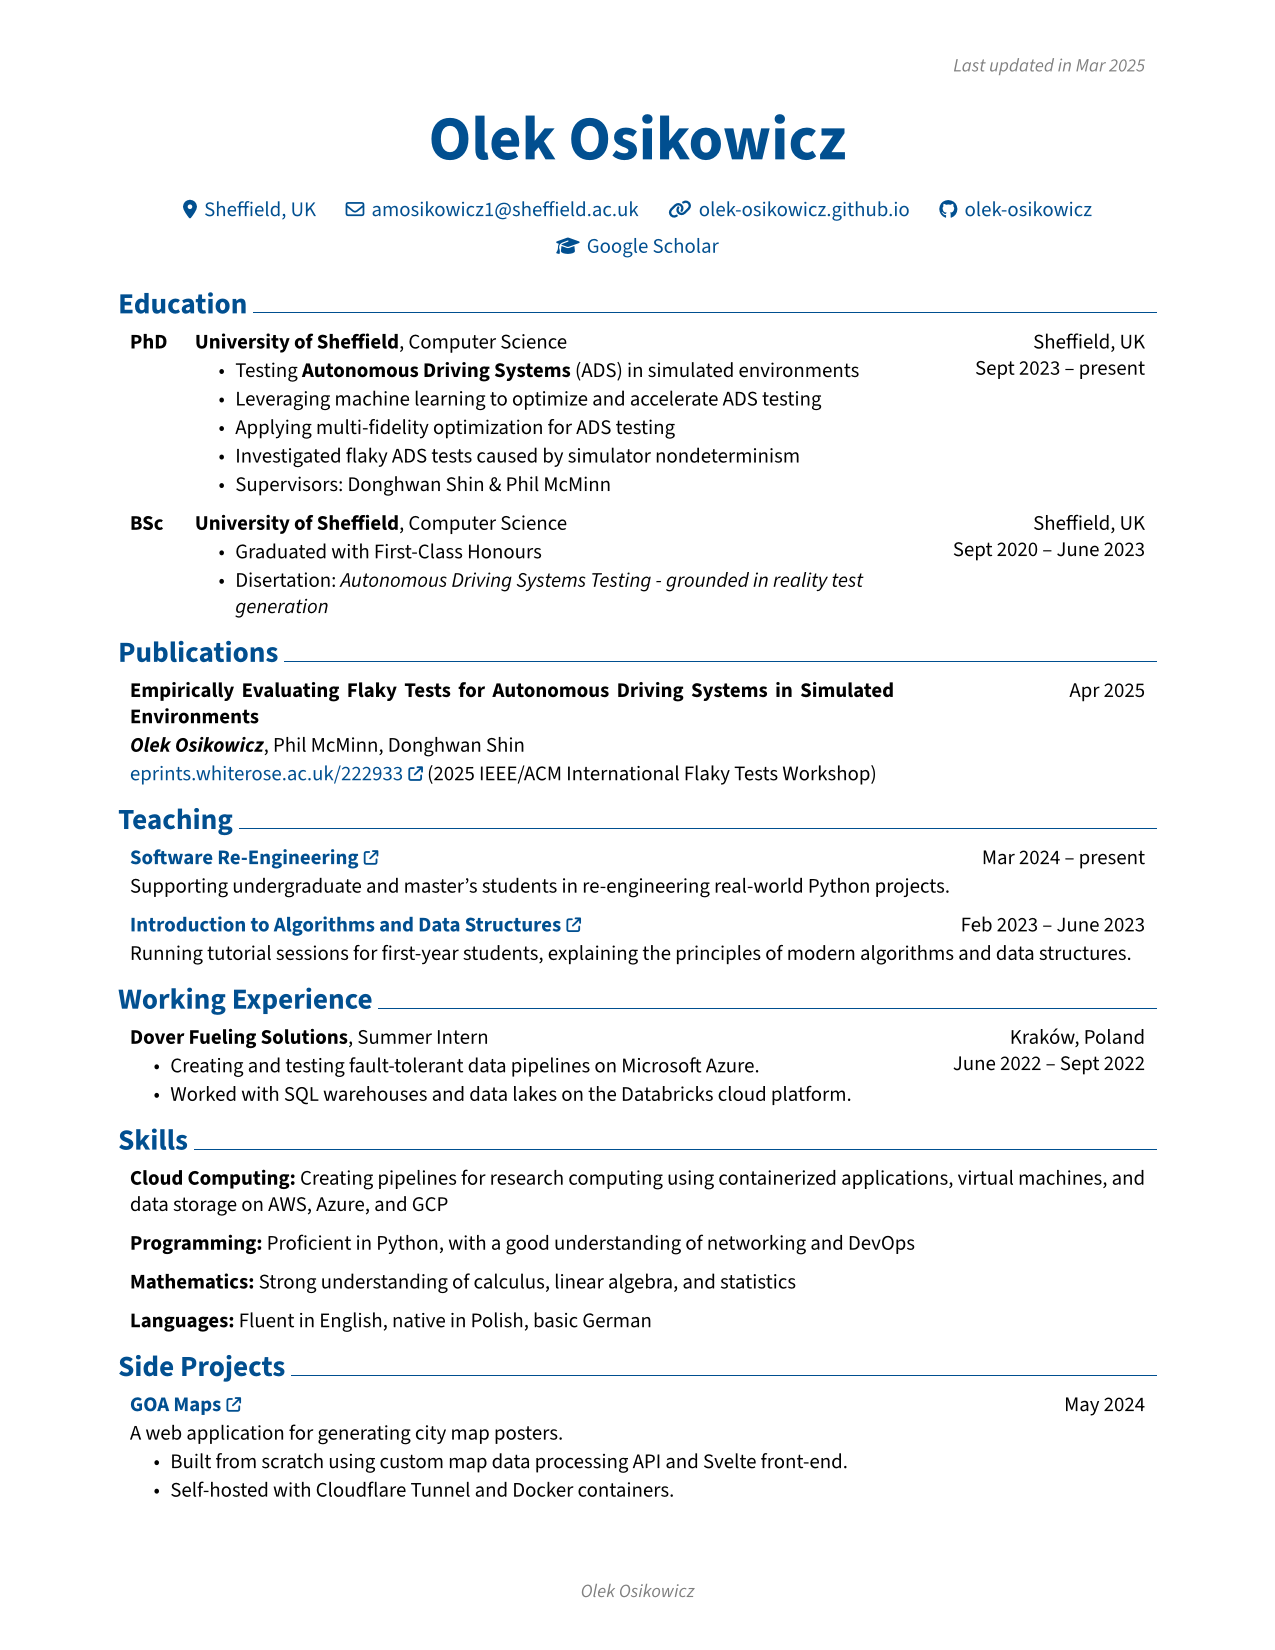 Last updated in Mar 2025
Olek Osikowicz
Sheffield, UK amosikowicz1@sheffield.ac.uk olek-osikowicz.github.io olek-osikowicz
Google Scholar
Education
PhD University of Sheffield, Computer Science Sheffield, UK
• Testing Autonomous Driving Systems (ADS) in simulated environments Sept 2023 – present
• Leveraging machine learning to optimize and accelerate ADS testing
• Applying multi-fidelity optimization for ADS testing
• Investigated flaky ADS tests caused by simulator nondeterminism
• Supervisors: Donghwan Shin & Phil McMinn
BSc University of Sheffield, Computer Science Sheffield, UK
• Graduated with First-Class Honours Sept 2020 – June 2023
• Disertation: Autonomous Driving Systems Testing - grounded in reality test
generation
Publications
Empirically Evaluating Flaky Tests for Autonomous Driving Systems in Simulated Apr 2025
Environments
Olek Osikowicz, Phil McMinn, Donghwan Shin
eprints.whiterose.ac.uk/222933 (2025 IEEE/ACM International Flaky Tests Workshop)
Teaching
Software Re-Engineering Mar 2024 – present
Supporting undergraduate and master’s students in re-engineering real-world Python projects.
Introduction to Algorithms and Data Structures Feb 2023 – June 2023
Running tutorial sessions for first-year students, explaining the principles of modern algorithms and data structures.
Working Experience
Dover Fueling Solutions, Summer Intern Kraków, Poland
• Creating and testing fault-tolerant data pipelines on Microsoft Azure. June 2022 – Sept 2022
• Worked with SQL warehouses and data lakes on the Databricks cloud platform.
Skills
Cloud Computing: Creating pipelines for research computing using containerized applications, virtual machines, and
data storage on AWS, Azure, and GCP
Programming: Proficient in Python, with a good understanding of networking and DevOps
Mathematics: Strong understanding of calculus, linear algebra, and statistics
Languages: Fluent in English, native in Polish, basic German
Side Projects
GOA Maps May 2024
A web application for generating city map posters.
• Built from scratch using custom map data processing API and Svelte front-end.
• Self-hosted with Cloudflare Tunnel and Docker containers.
Olek Osikowicz